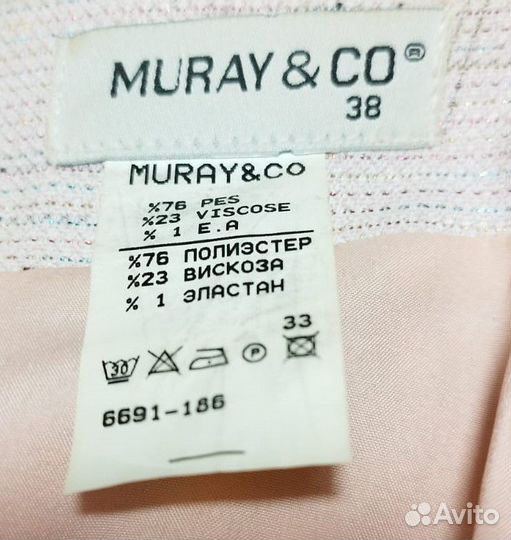 MURAY & CO®
38
MURAY&CO
%76 PES
%23 VISCOSE
% 1 E.A
%76 ПОЛИЭСТЕР
%23 ВИСКОЗА
% 1 ЭЛАСТАН
33
30 P
6691-186
Avito